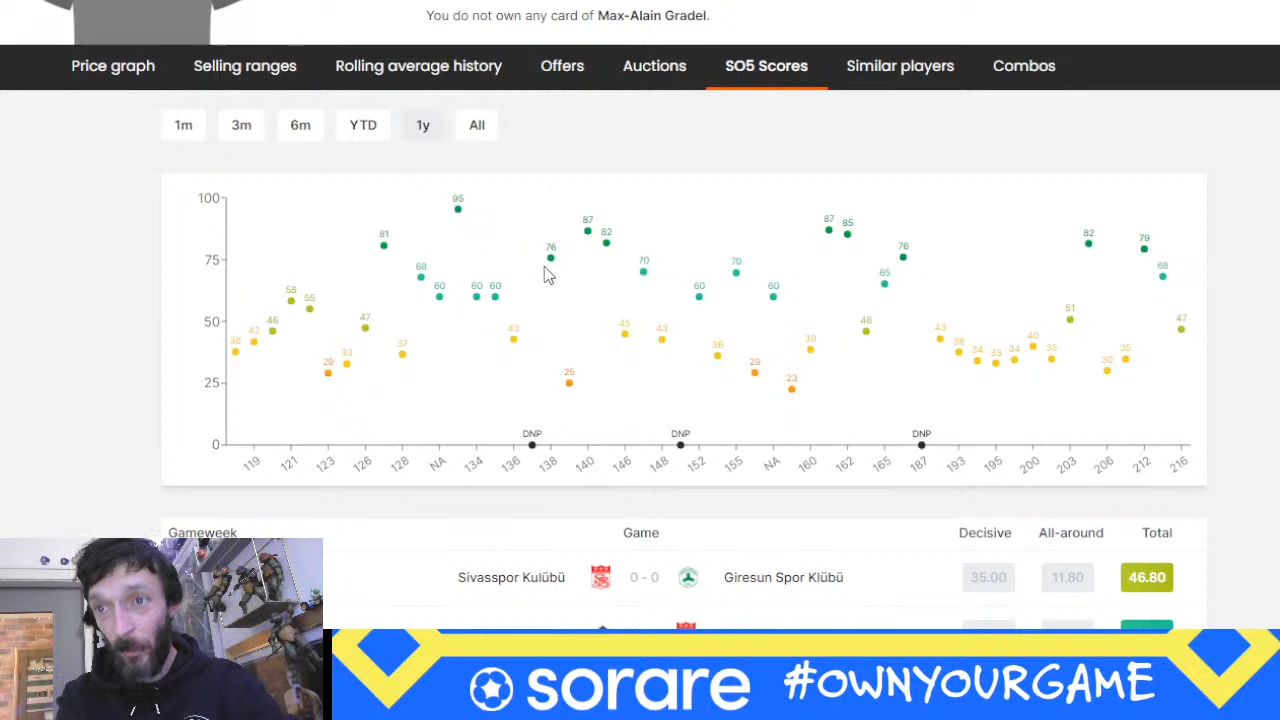 You do not own any card of Max-Alain Gradel.
Price graph Selling ranges Rolling average history Offers Auctions SO5 Scores Similar players Combos
1m 3m 6m YTD 1y All
100
75
50
25
0
38 42 46 58 55 29 33 47 81 37 68 60 95 60 60 43 DNP 76 25 87 82 45 70 43 DNP 60 36 70 29 60 23 39 87 85 46 65 76 DNP 43 38 34 33 34 40 35 51 82 30 35 79 68 47
119 121 123 126 128 NA 134 136 138 140 146 148 152 155 NA 160 162 165 187 193 195 200 203 206 212 216
Gameweek Game Decisive All-around Total
Sivasspor Kulübü 0 - 0 Giresun Spor Klübü 35.00 11.80 46.80
sorare #OWNYOURGAME